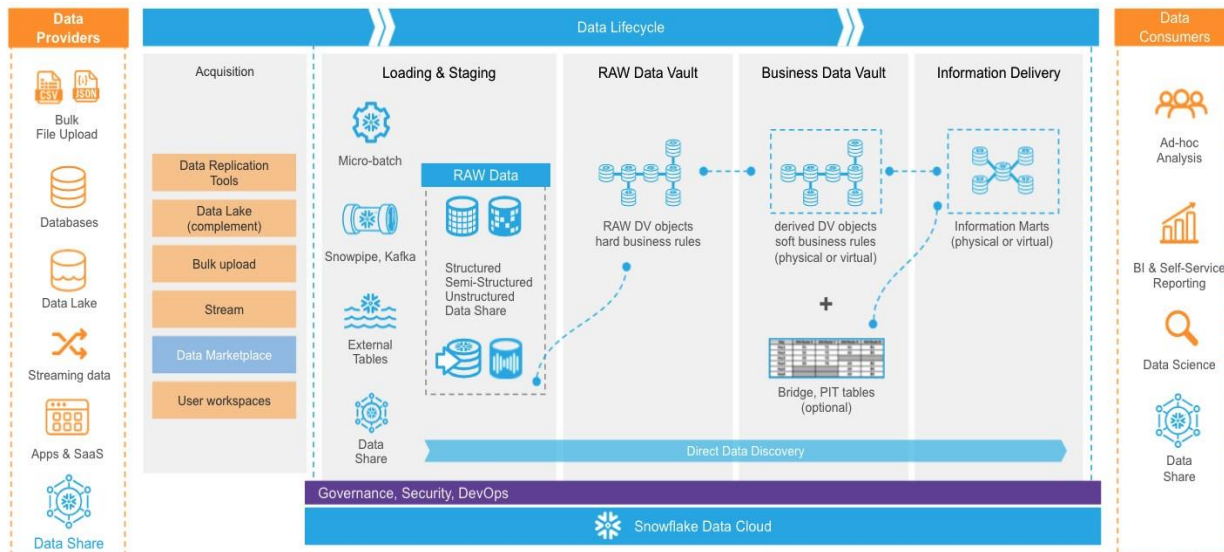 Data
Providers
CSV
JSON
Bulk
File Upload
Databases
Data Lake
Streaming data
Apps & SaaS
Data Share
Data Lifecycle
Acquisition
Data Replication
Tools
Data Lake
(complement)
Bulk upload
Stream
Data Marketplace
User workspaces
Loading & Staging
Micro-batch
Snowpipe, Kafka
External
Tables
Data
Share
RAW Data
Structured
Semi-Structured
Unstructured
Data Share
RAW Data Vault
RAW DV objects
hard business rules
Business Data Vault
derived DV objects
soft business rules
(physical or virtual)
+
Bridge, PIT tables
(optional)
Information Delivery
Information Marts
(physical or virtual)
Direct Data Discovery
Governance, Security, DevOps
Snowflake Data Cloud
Data
Consumers
Ad-hoc
Analysis
BI & Self-Service
Reporting
Data Science
Data
Share